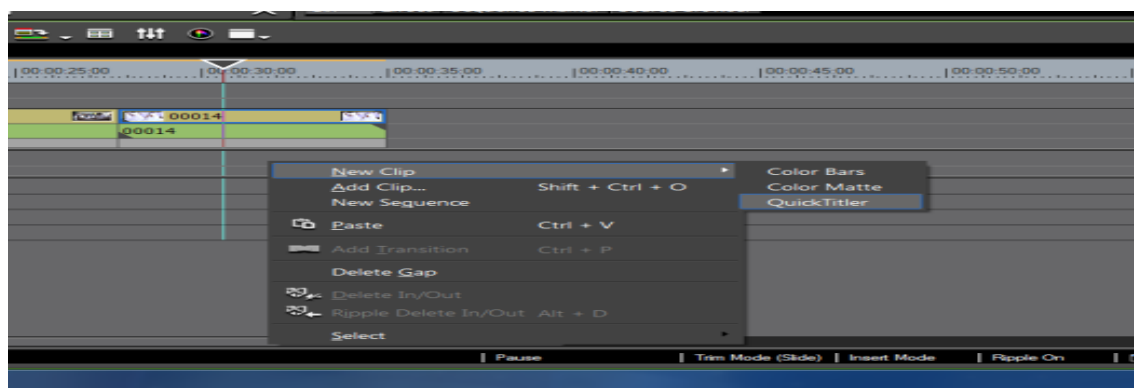 00:00:25:00 00:00:30:00 00:00:35:00 00:00:40:00 00:00:45:00 00:00:50:00
00014
00014
New Clip Color Bars
Add Clip... Shift + Ctrl + O Color Matte
New Sequence QuickTitler
Paste Ctrl + V
Add Transition Ctrl + P
Delete Gap
Delete In/Out
Ripple Delete In/Out Alt + D
Select
Pause Trim Mode (Slide) Insert Mode Ripple On